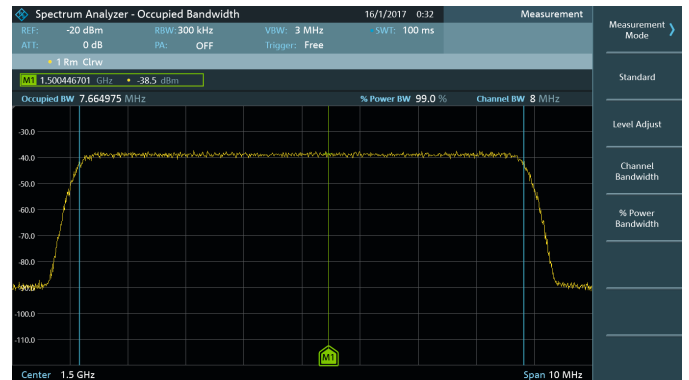 Spectrum Analyzer - Occupied Bandwidth 16/1/2017 0:32 Measurement
REF: -20 dBm RBW: 300 kHz VBW: 3 MHz SWT: 100 ms
ATT: 0 dB PA: OFF Trigger: Free
1 Rm Clrw
M1 1.500446701 GHz -38.5 dBm
Occupied BW 7.664975 MHz % Power BW 99.0 % Channel BW 8 MHz
-30.0
-40.0
-50.0
-60.0
-70.0
-80.0
-90.0
-100.0
-110.0
M1
Center 1.5 GHz Span 10 MHz
Measurement
Mode
Standard
Level Adjust
Channel
Bandwidth
% Power
Bandwidth